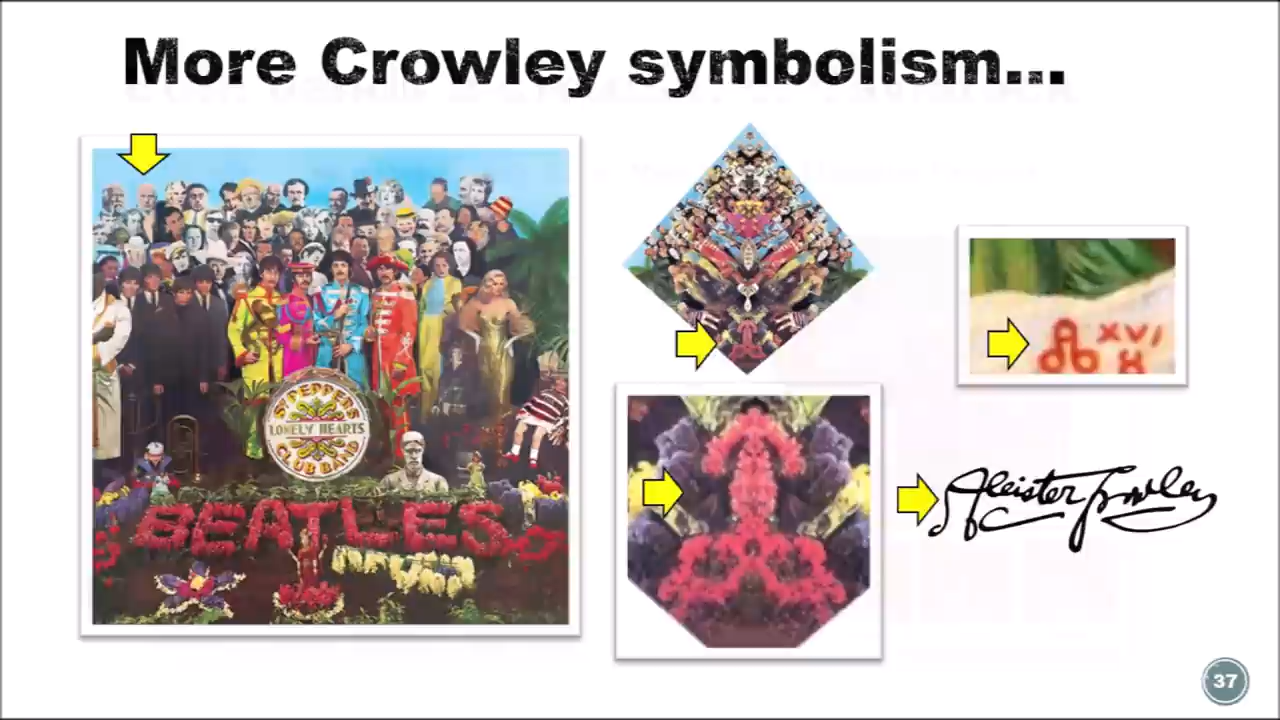 More Crowley symbolism...
SGT. PEPPERS
LONELY HEARTS
CLUB BAND
BEATLES
XVI
Aleister Crowley
37